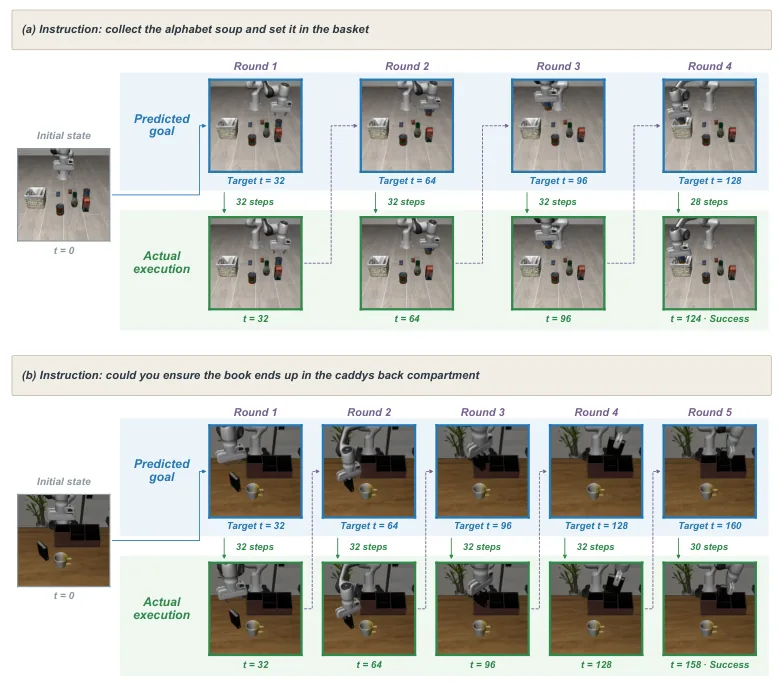 (a) Instruction: collect the alphabet soup and set it in the basket
Round 1
Round 2
Round 3
Round 4
Predicted
goal
Initial state
t = 0
Target t = 32
Target t = 64
Target t = 96
Target t = 128
32 steps
32 steps
32 steps
28 steps
Actual
execution
t = 32
t = 64
t = 96
t = 124 · Success
(b) Instruction: could you ensure the book ends up in the caddys back compartment
Round 1
Round 2
Round 3
Round 4
Round 5
Predicted
goal
Initial state
t = 0
Target t = 32
Target t = 64
Target t = 96
Target t = 128
Target t = 160
32 steps
32 steps
32 steps
32 steps
30 steps
Actual
execution
t = 32
t = 64
t = 96
t = 128
t = 158 · Success